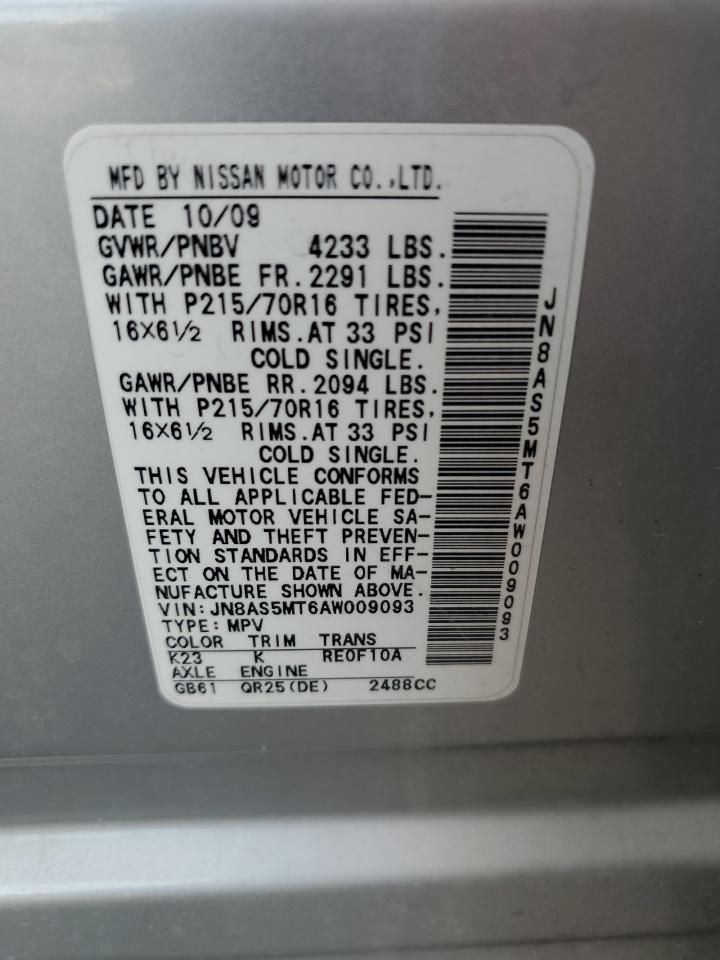 MFD BY NISSAN MOTOR CO.,LTD.
DATE 10/09
GVWR/PNBV 4233 LBS.
GAWR/PNBE FR.2291 LBS.
WITH P215/70R16 TIRES,
16X6½ RIMS.AT 33 PSI
COLD SINGLE.
GAWR/PNBE RR.2094 LBS.
WITH P215/70R16 TIRES,
16X6½ RIMS.AT 33 PSI
COLD SINGLE.
THIS VEHICLE CONFORMS
TO ALL APPLICABLE FED-
ERAL MOTOR VEHICLE SA-
FETY AND THEFT PREVEN-
TION STANDARDS IN EFF-
ECT ON THE DATE OF MA-
NUFACTURE SHOWN ABOVE.
VIN:JN8AS5MT6AW009093
TYPE:MPV
COLOR TRIM TRANS
K23 K RE0F10A
AXLE ENGINE
GB61 QR25(DE) 2488CC
JN8AS5MT6AW009093